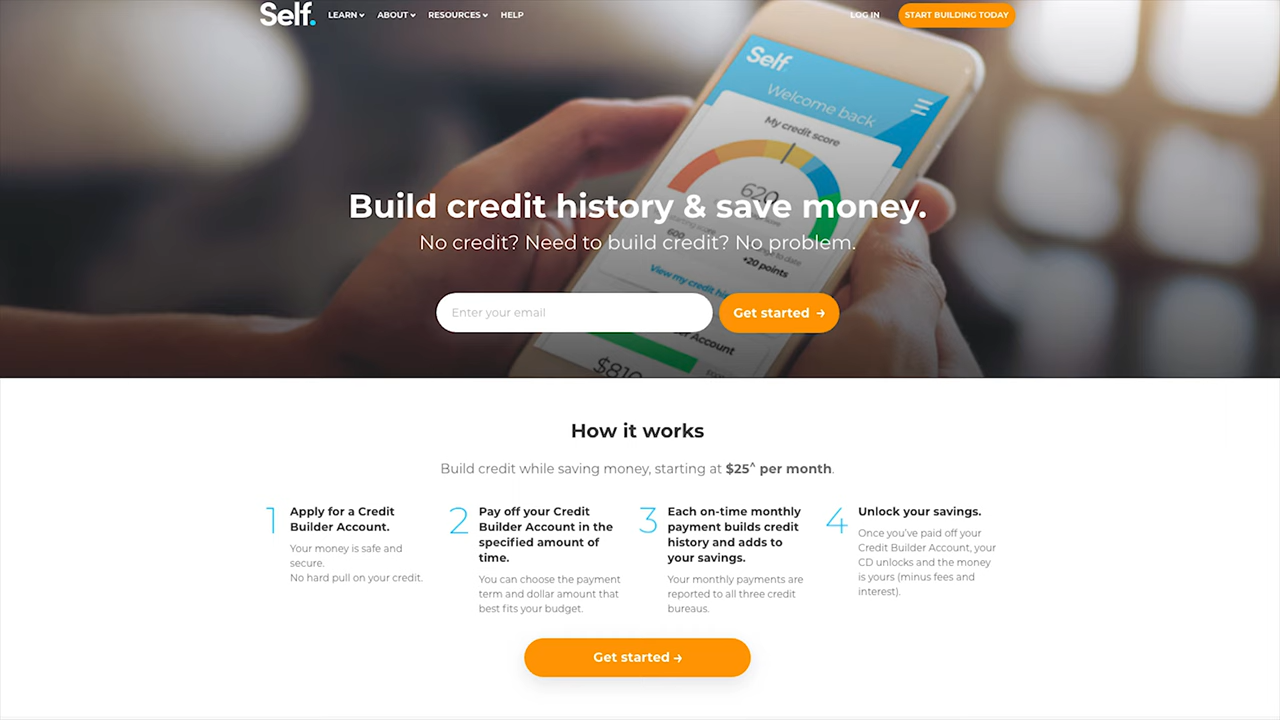 Self.
LEARN
ABOUT
RESOURCES
HELP
LOG IN
START BUILDING TODAY
Self.
Welcome back
My credit score
620
Build credit history & save money.
600
No credit? Need to build credit? No problem.
+20 points
View my credit his
Enter your email
Get started →
Account
$810
How it works
Build credit while saving money, starting at $25^ per month.
1
Apply for a Credit
Builder Account.
Your money is safe and
secure.
No hard pull on your credit.
2
Pay off your Credit
Builder Account in the
specified amount of
time.
You can choose the payment
term and dollar amount that
best fits your budget.
3
Each on-time monthly
payment builds credit
history and adds to
your savings.
Your monthly payments are
reported to all three credit
bureaus.
4
Unlock your savings.
Once you've paid off your
Credit Builder Account, your
CD unlocks and the money
is yours (minus fees and
interest).
Get started →